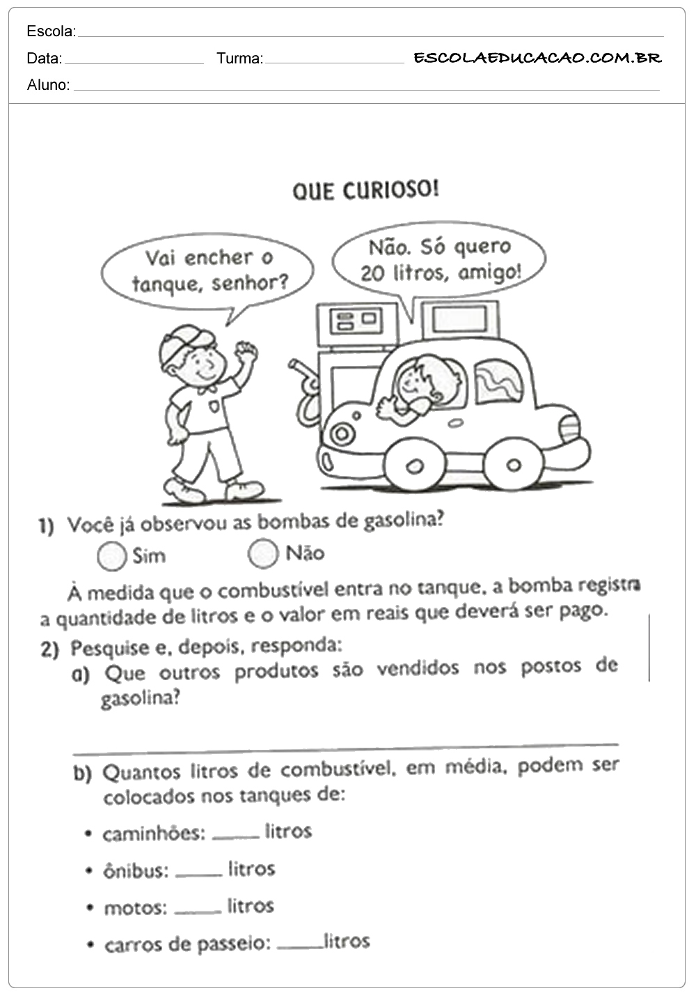 Escola:
Data: Turma: ESCOLAEDUCACAO.COM.BR
Aluno:
QUE CURIOSO!
Vai encher o
tanque, senhor?
Não. Só quero
20 litros, amigo!
1) Você já observou as bombas de gasolina?
Sim Não
À medida que o combustível entra no tanque, a bomba registra
a quantidade de litros e o valor em reais que deverá ser pago.
2) Pesquise e, depois, responda:
a) Que outros produtos são vendidos nos postos de
gasolina?
b) Quantos litros de combustível, em média, podem ser
colocados nos tanques de:
• caminhões: _____ litros
• ônibus: _____ litros
• motos: _____ litros
• carros de passeio: _____litros